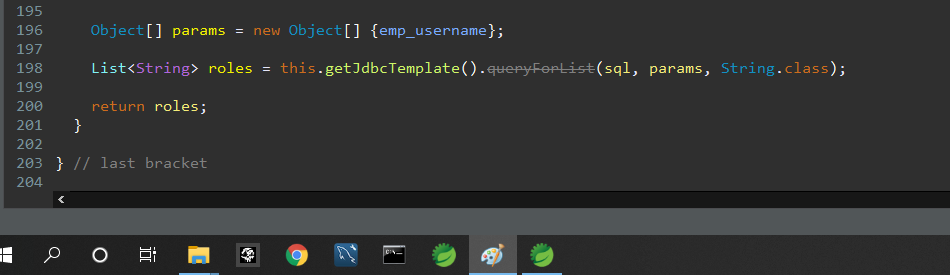 195
196 Object[] params = new Object[] {emp_username};
197
198 List<String> roles = this.getJdbcTemplate().queryForList(sql, params, String.class);
199
200 return roles;
201 }
202
203 } // last bracket
204